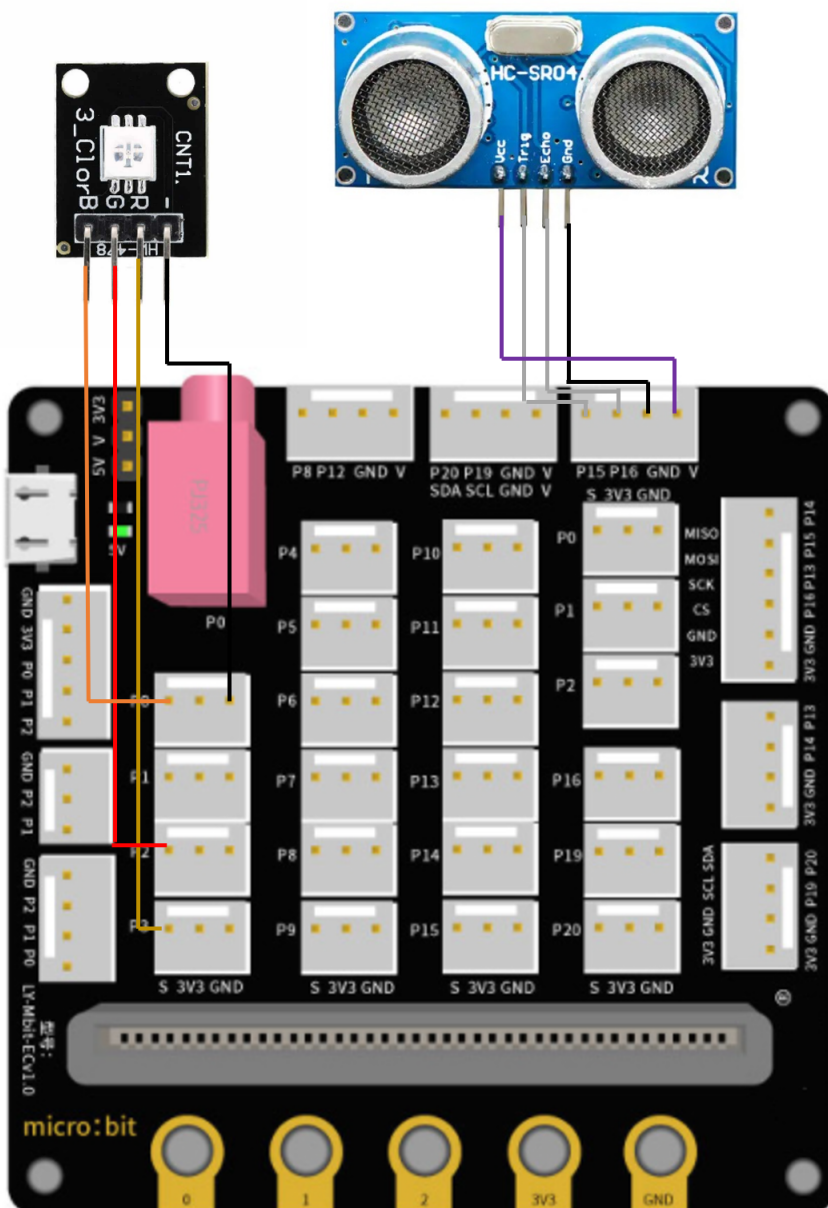 HC-SR04
Vcc
Trig
Echo
Gnd
CNT1.
3_ClorB
G
R
-
3V3
V
5V
5V
PJ325
P0
P8 P12 GND V
P20 P19 GND V
SDA SCL GND V
P15 P16 GND V
S 3V3 GND
P4
P10
P0
P5
P11
P1
P6
P12
P2
P1
P7
P13
P16
P2
P8
P14
P19
P9
P15
P20
S 3V3 GND
S 3V3 GND
S 3V3 GND
S 3V3 GND
GND 3V3 P0 P1 P2
GND P2 P1
GND P2 P1 P0
MISO
MOSI
SCK
CS
GND
3V3
3V3 GND P16 P13 P15 P14
3V3 GND P14 P13
3V3 GND SCL SDA
3V3 GND P19 P20
型号:
LY-Mbit-ECv1.0
®
micro:bit
0
1
2
3V3
GND